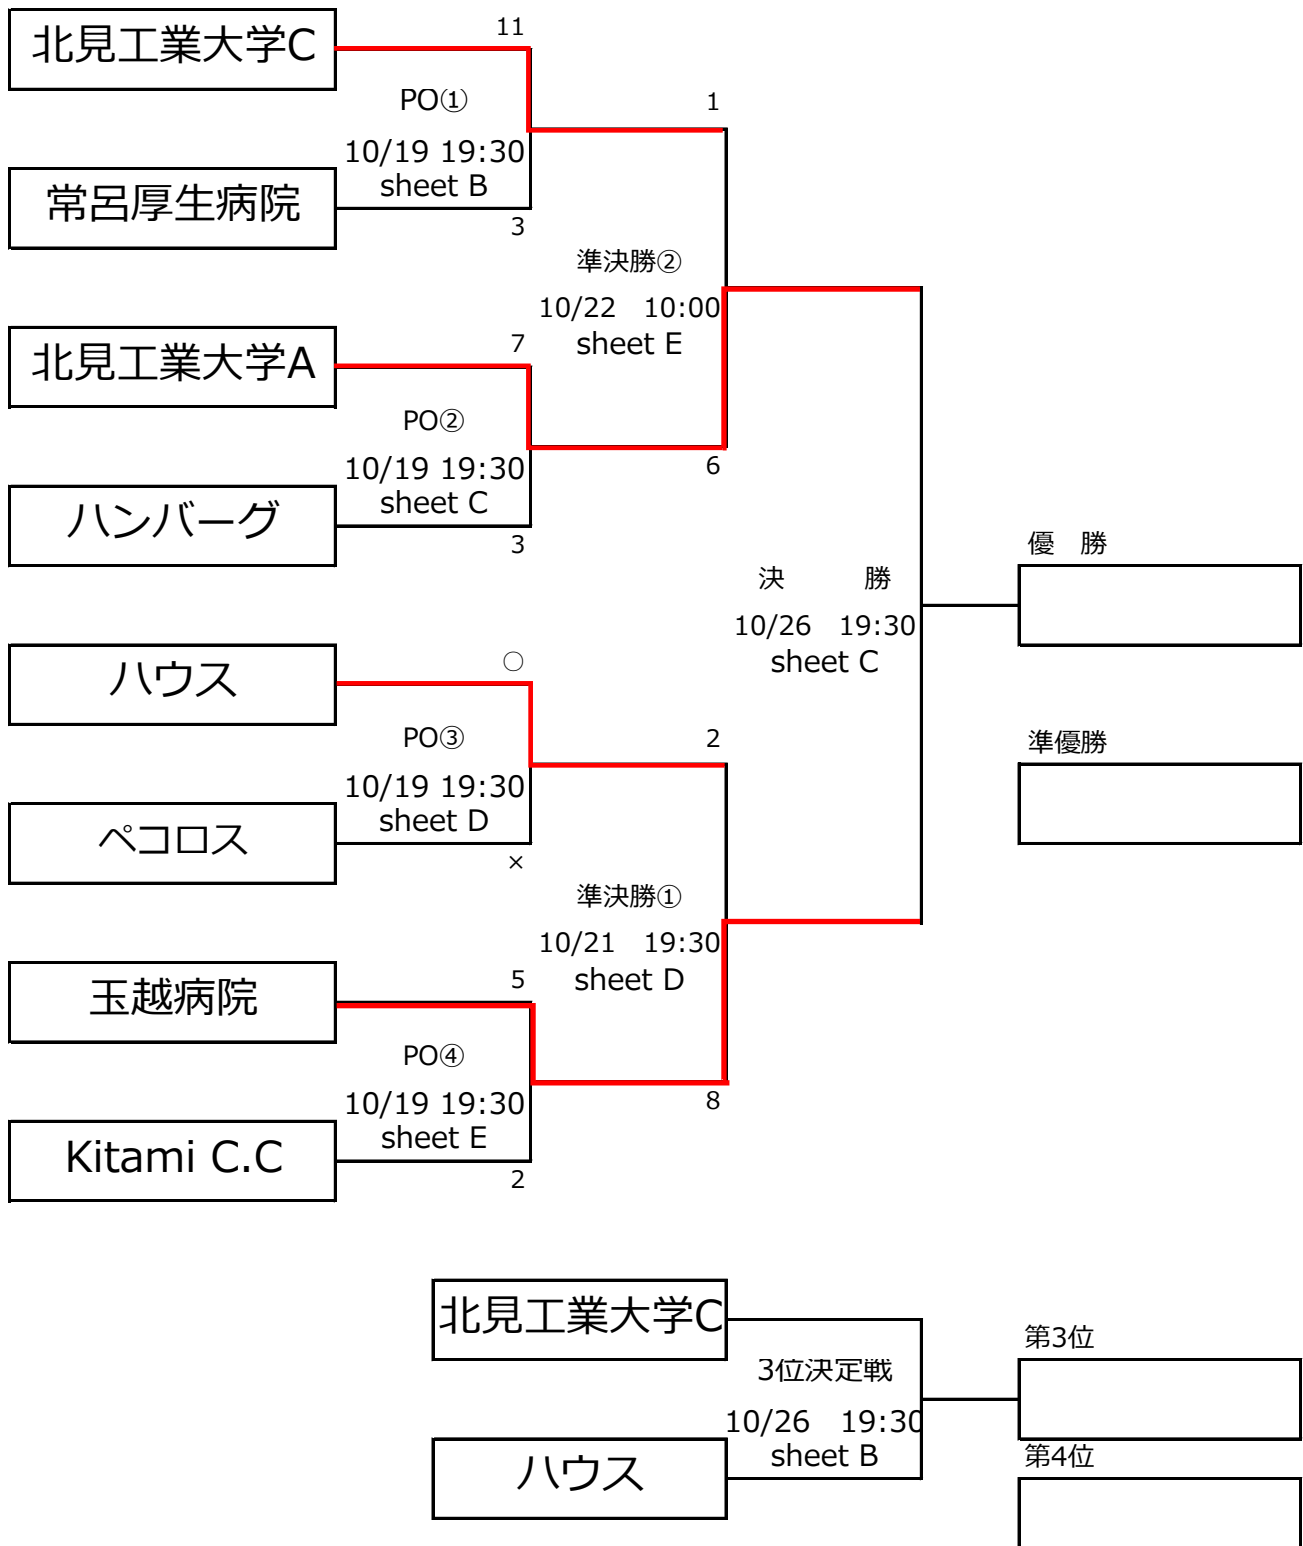 北見工業大学C
11
PO①
10/19 19:30
sheet B
常呂厚生病院
3
1
準決勝②
10/22 10:00
sheet E
北見工業大学A
7
PO②
10/19 19:30
sheet C
ハンバーグ
3
6
優 勝
決 勝
10/26 19:30
sheet C
ハウス
○
PO③
10/19 19:30
sheet D
ペコロス
×
2
準優勝
準決勝①
10/21 19:30
sheet D
玉越病院
5
PO④
10/19 19:30
sheet E
Kitami C.C
2
8
北見工業大学C
3位決定戦
10/26 19:30
sheet B
ハウス
第3位
第4位